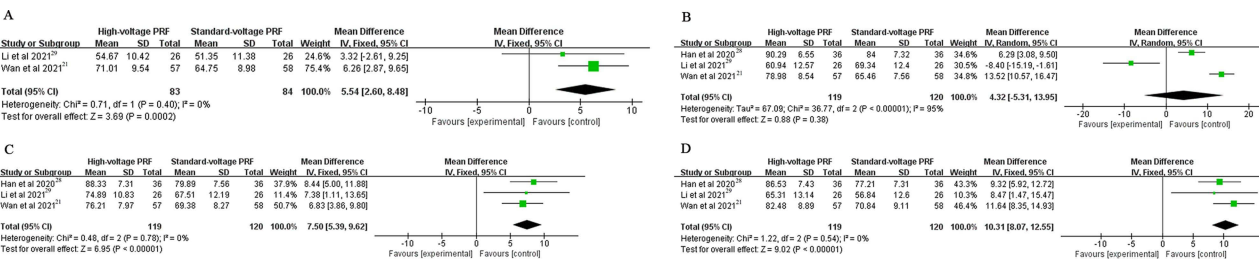 A
High-voltage PRF Standard-voltage PRF Mean Difference Mean Difference
Study or Subgroup Mean SD Total Mean SD Total Weight IV, Fixed, 95% CI IV, Fixed, 95% CI
Li et al 2021²⁹ 54.67 10.42 26 51.35 11.38 26 24.6% 3.32 [-2.61, 9.25]
Wan et al 2021²¹ 71.01 9.54 57 64.75 8.98 58 75.4% 6.26 [2.87, 9.65]
Total (95% CI) 83 84 100.0% 5.54 [2.60, 8.48]
Heterogeneity: Chi² = 0.71, df = 1 (P = 0.40); I² = 0%
Test for overall effect: Z = 3.69 (P = 0.0002)
-10 -5 0 5 10
Favours [experimental] Favours [control]
B
High-voltage PRF Standard-voltage PRF Mean Difference Mean Difference
Study or Subgroup Mean SD Total Mean SD Total Weight IV, Random, 95% CI IV, Random, 95% CI
Han et al 2020²⁸ 90.29 6.55 36 84 7.32 36 34.6% 6.29 [3.08, 9.50]
Li et al 2021²⁹ 60.94 12.57 26 69.34 12.4 26 30.5% -8.40 [-15.19, -1.61]
Wan et al 2021²¹ 78.98 8.54 57 65.46 7.56 58 34.8% 13.52 [10.57, 16.47]
Total (95% CI) 119 120 100.0% 4.32 [-5.31, 13.95]
Heterogeneity: Tau² = 67.09; Chi² = 36.77, df = 2 (P < 0.00001); I² = 95%
Test for overall effect: Z = 0.88 (P = 0.38)
-20 -10 0 10 20
Favours [experimental] Favours [control]
C
High-voltage PRF Standard-voltage PRF Mean Difference Mean Difference
Study or Subgroup Mean SD Total Mean SD Total Weight IV, Fixed, 95% CI IV, Fixed, 95% CI
Han et al 2020²⁸ 88.33 7.31 36 79.89 7.56 36 37.9% 8.44 [5.00, 11.88]
Li et al 2021²⁹ 74.89 10.83 26 67.51 12.19 26 11.4% 7.38 [1.11, 13.65]
Wan et al 2021²¹ 76.21 7.97 57 69.38 8.27 58 50.7% 6.83 [3.86, 9.80]
Total (95% CI) 119 120 100.0% 7.50 [5.39, 9.62]
Heterogeneity: Chi² = 0.48, df = 2 (P = 0.78); I² = 0%
Test for overall effect: Z = 6.95 (P < 0.00001)
-20 -10 0 10 20
Favours [experimental] Favours [control]
D
High-voltage PRF Standard-voltage PRF Mean Difference Mean Difference
Study or Subgroup Mean SD Total Mean SD Total Weight IV, Fixed, 95% CI IV, Fixed, 95% CI
Han et al 2020²⁸ 86.53 7.43 36 77.21 7.31 36 43.4% 9.32 [5.92, 12.72]
Li et al 2021²⁹ 65.31 13.14 26 56.84 12.6 26 10.3% 8.47 [1.47, 15.47]
Wan et al 2021²¹ 82.48 8.89 57 70.84 9.11 58 46.4% 11.64 [8.35, 14.93]
Total (95% CI) 119 120 100.0% 10.31 [8.07, 12.55]
Heterogeneity: Chi² = 1.22, df = 2 (P = 0.54); I² = 0%
Test for overall effect: Z = 9.02 (P < 0.00001)
-20 -10 0 10 20
Favours [experimental] Favours [control]